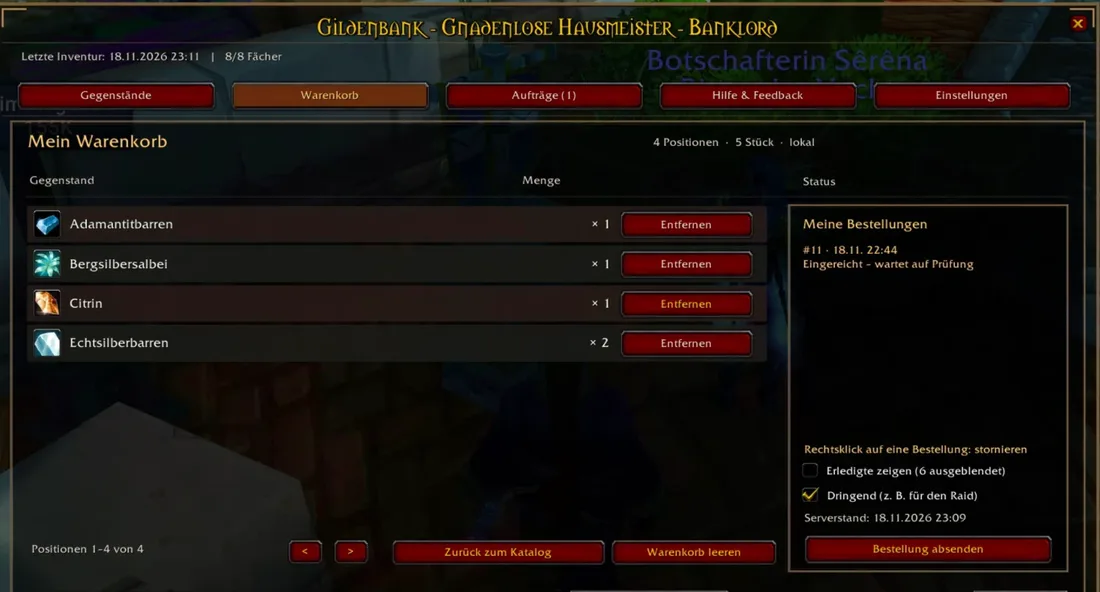 Gildenbank - Gnadenlose Hausmeister - Banklord
Letzte Inventur: 18.11.2026 23:11 | 8/8 Fächer
Botschafterin Sêrêna
Gegenstände
Warenkorb
Aufträge (1)
Hilfe & Feedback
Einstellungen
Mein Warenkorb
4 Positionen · 5 Stück · lokal
Gegenstand
Menge
Status
Adamantitbarren × 1 Entfernen
Bergsilbersalbei × 1 Entfernen
Citrin × 1 Entfernen
Echtsilberbarren × 2 Entfernen
Meine Bestellungen
#11 · 18.11. 22:44
Eingereicht - wartet auf Prüfung
Rechtsklick auf eine Bestellung: stornieren
Erledigte zeigen (6 ausgeblendet)
Dringend (z. B. für den Raid)
Serverstand: 18.11.2026 23:09
Positionen 1-4 von 4
<
>
Zurück zum Katalog
Warenkorb leeren
Bestellung absenden